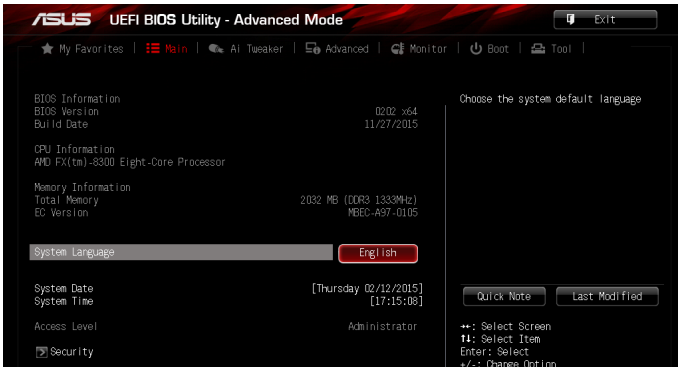 ASUS UEFI BIOS Utility - Advanced Mode Exit
My Favorites Main Ai Tweaker Advanced Monitor Boot Tool
BIOS Information
BIOS Version 0202 x64
Build Date 11/27/2015
CPU Information
AMD FX(tm)-8300 Eight-Core Processor
Memory Information
Total Memory 2032 MB (DDR3 1333MHz)
EC Version MBEC-A97-0105
System Language English
System Date [Thursday 02/12/2015]
System Time [17:15:08]
Access Level Administrator
Security
Choose the system default language
Quick Note Last Modified
→←: Select Screen
↑↓: Select Item
Enter: Select
+/-: Change Option